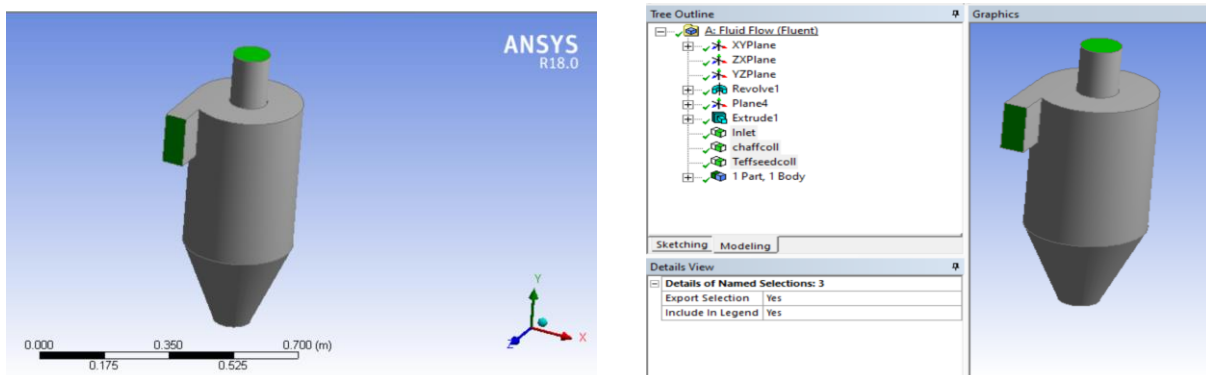 ANSYS
R18.0
Y
X
Z
0.000
0.350
0.700 (m)
0.175
0.525
Tree Outline
A: Fluid Flow (Fluent)
XYPlane
ZXPlane
YZPlane
Revolve1
Plane4
Extrude1
Inlet
chaffcoll
Teffseedcoll
1 Part, 1 Body
Sketching Modeling
Details View
Details of Named Selections: 3
Export Selection Yes
Include In Legend Yes
Graphics